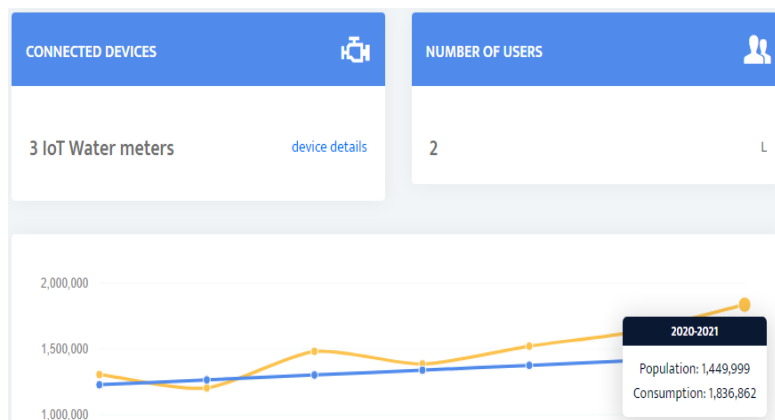 CONNECTED DEVICES
NUMBER OF USERS
3 IoT Water meters
device details
2
L
2,000,000
1,500,000
1,000,000
2020-2021
Population: 1,449,999
Consumption: 1,836,862